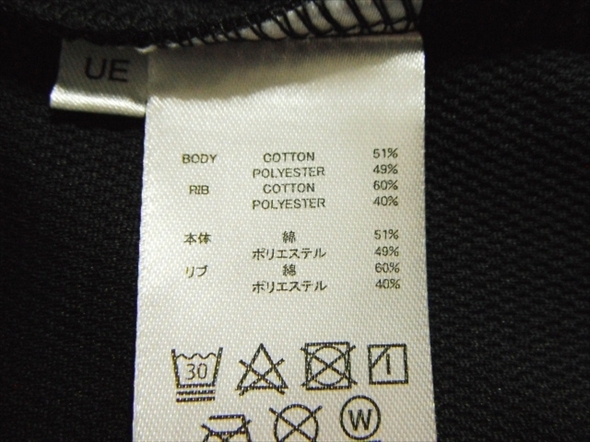 UE
BODY COTTON 51%
POLYESTER 49%
RIB COTTON 60%
POLYESTER 40%
本体 綿 51%
ポリエステル 49%
リブ 綿 60%
ポリエステル 40%
30
W